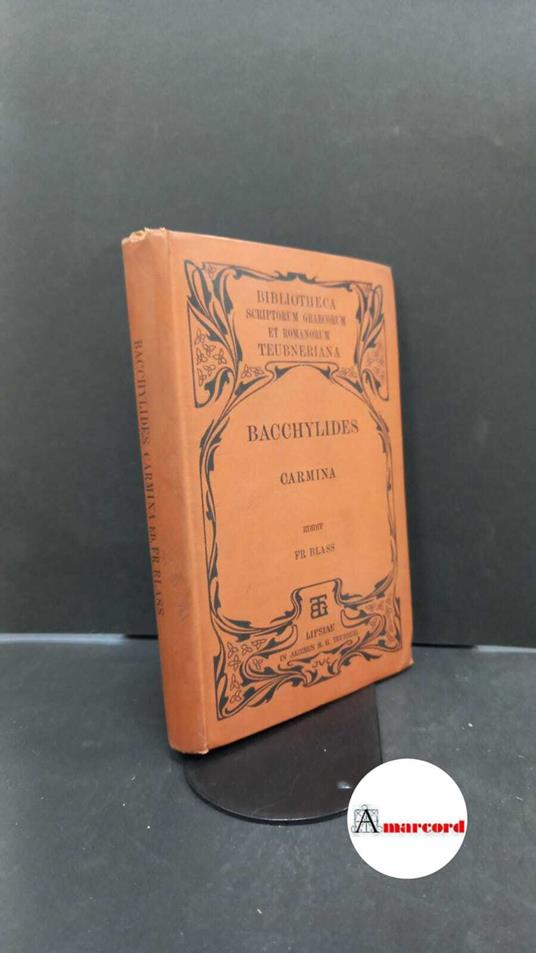 BACCHYLIDES CARMINA ED. FR. BLASS
BIBLIOTHECA
SCRIPTORUM GRAECORUM
ET ROMANORUM
TEUBNERIANA
BACCHYLIDES
CARMINA
EDIDIT
FR. BLASS
LIPSIAE
IN AEDIBUS B. G. TEUBNERI
Amarcord